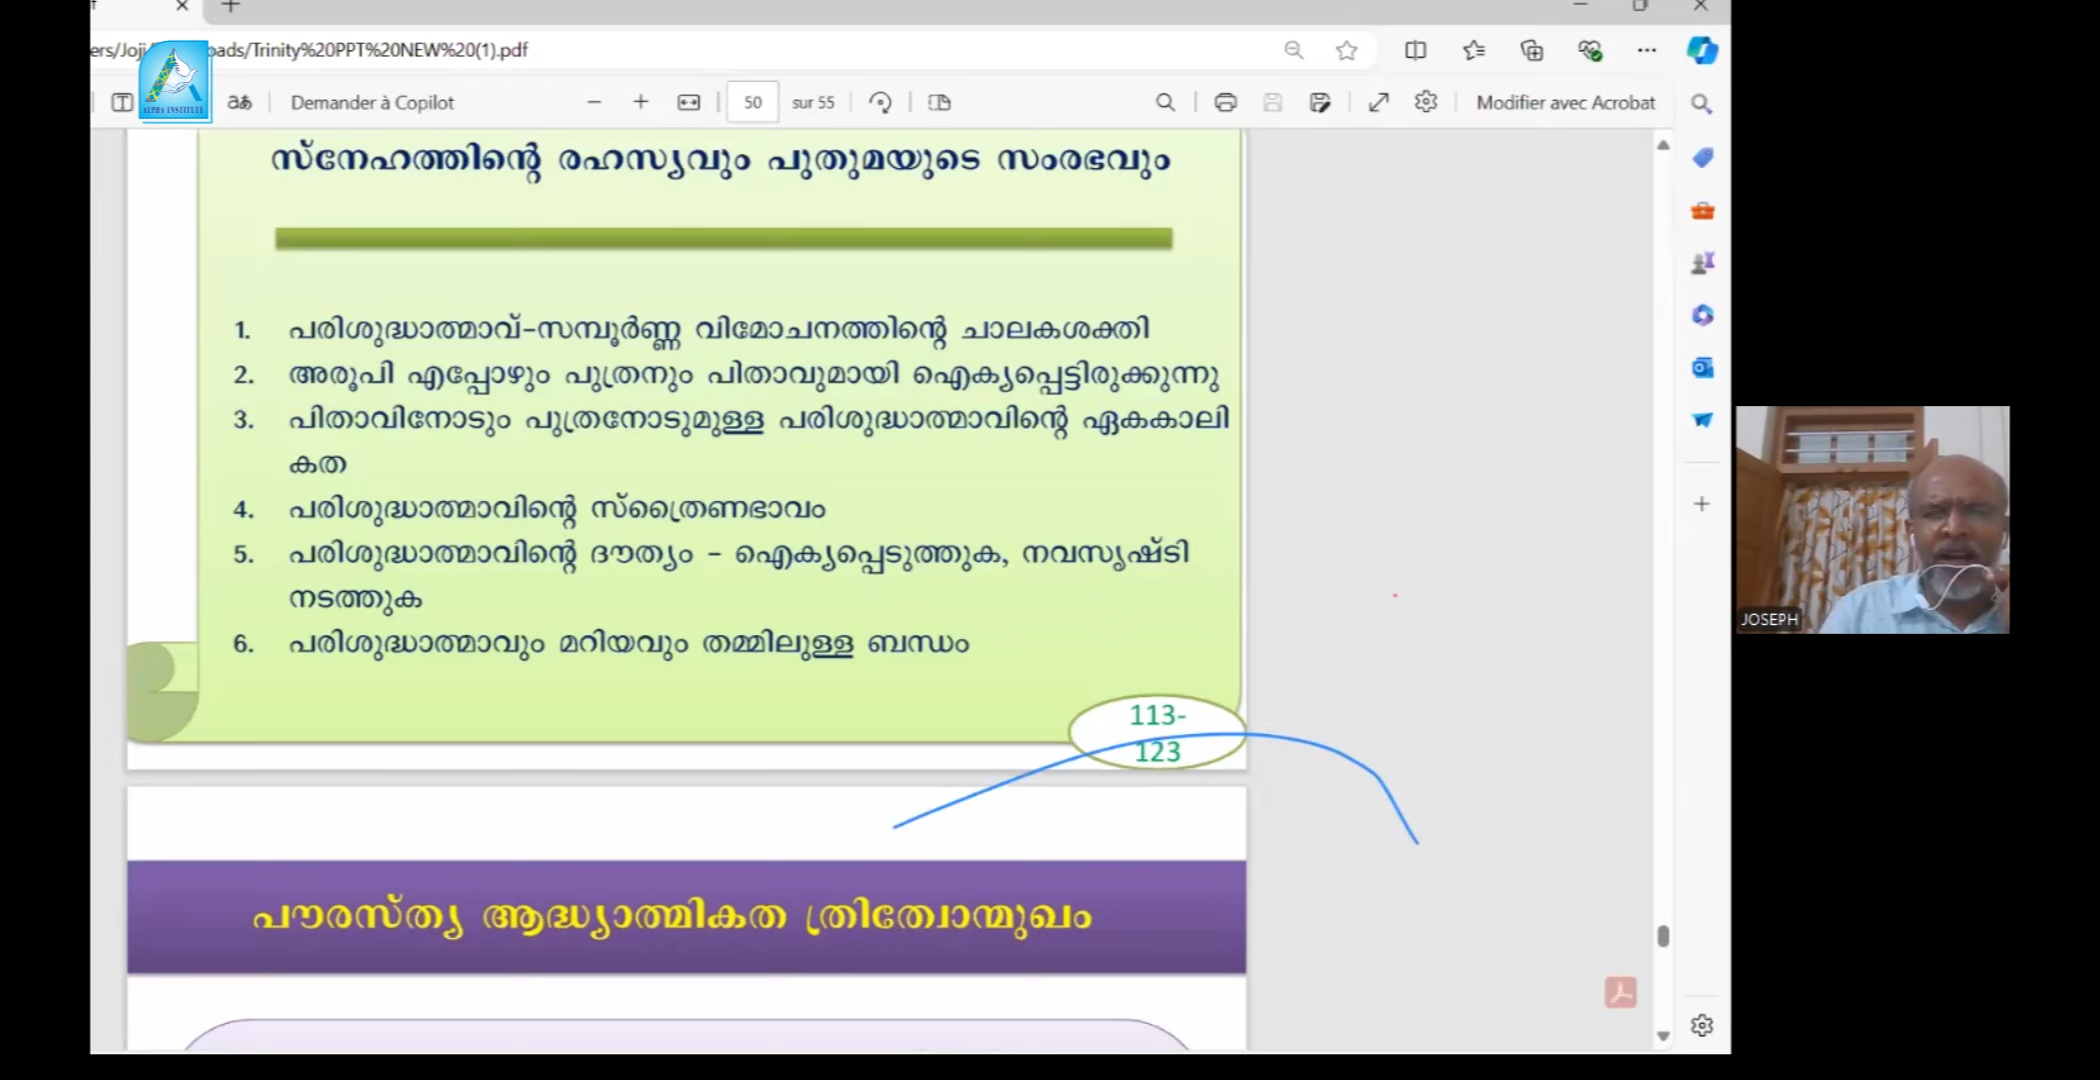 ers/Joji/ oads/Trinity%20PPT%20NEW%20(1).pdf
ALPHA INSTITUTE
Demander à Copilot
50 sur 55
Modifier avec Acrobat
സ്നേഹത്തിന്റെ രഹസ്യവും പുതുമയുടെ സംരഭവും
1. പരിശുദ്ധാത്മാവ്-സമ്പൂർണ്ണ വിമോചനത്തിന്റെ ചാലകശക്തി
2. അരൂപി എപ്പോഴും പുത്രനും പിതാവുമായി ഐക്യപ്പെട്ടിരുക്കുന്നു
3. പിതാവിനോടും പുത്രനോടുമുള്ള പരിശുദ്ധാത്മാവിന്റെ ഏകകാലി
കത
4. പരിശുദ്ധാത്മാവിന്റെ സ്ത്രൈണഭാവം
5. പരിശുദ്ധാത്മാവിന്റെ ദൗത്യം - ഐക്യപ്പെടുത്തുക, നവസൃഷ്ടി
നടത്തുക
6. പരിശുദ്ധാത്മാവും മറിയവും തമ്മിലുള്ള ബന്ധം
113-
123
പൗരസ്ത്യ ആദ്ധ്യാത്മികത ത്രിത്വോന്മുഖം
JOSEPH